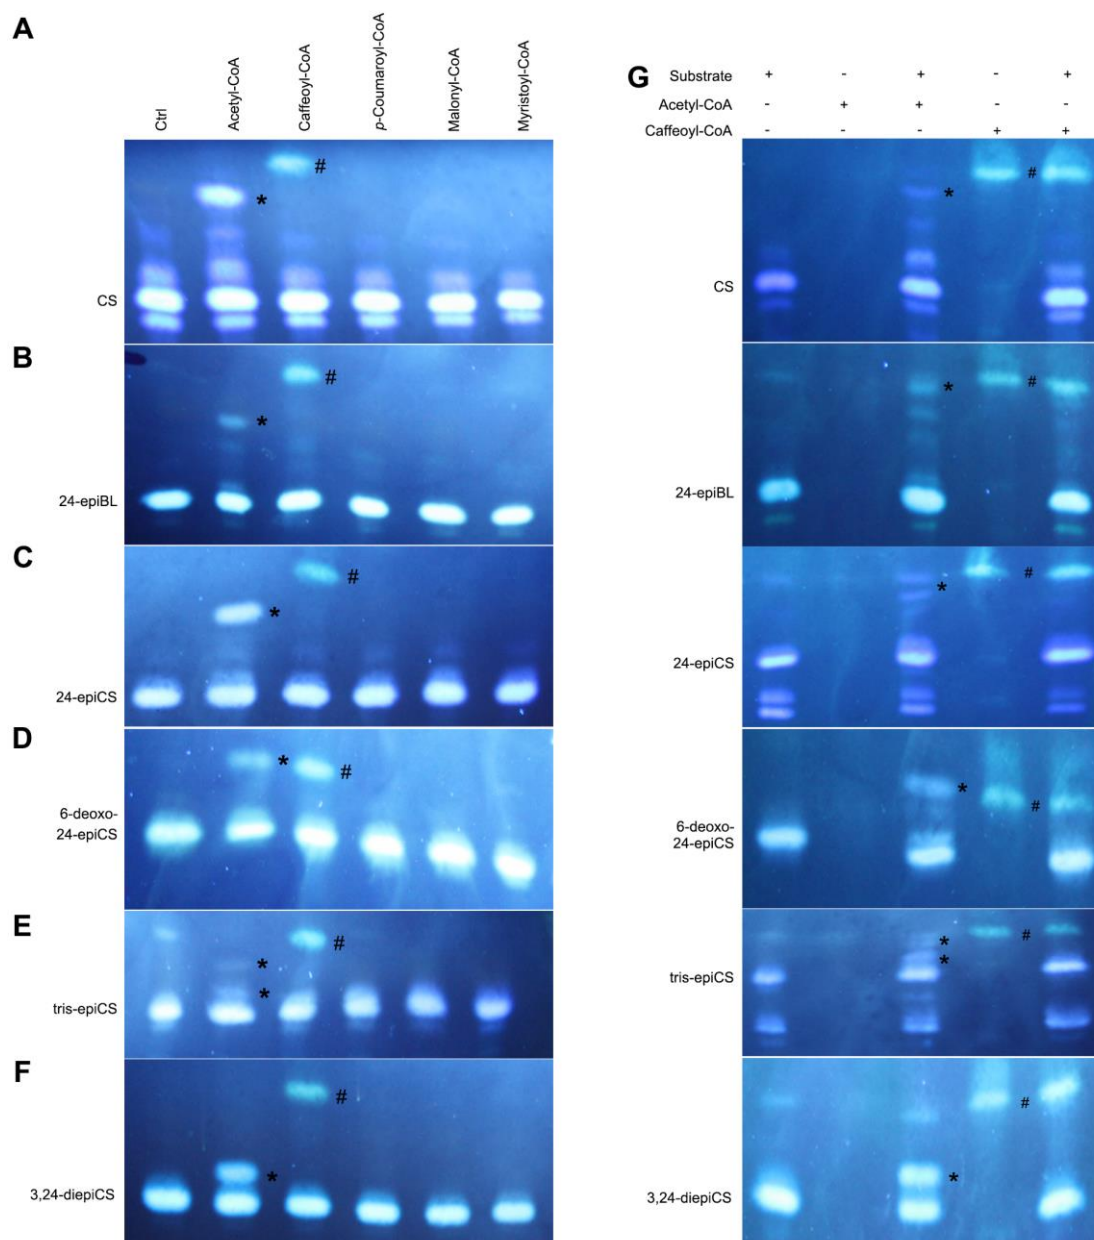 A
Ctrl
Acetyl-CoA
Caffeoyl-CoA
p-Coumaroyl-CoA
Malonyl-CoA
Myristoyl-CoA
#
*
CS
B
#
*
24-epiBL
C
#
*
24-epiCS
D
*
#
6-deoxo-
24-epiCS
E
#
*
*
tris-epiCS
F
#
*
3,24-diepiCS
G
Substrate + - + - +
Acetyl-CoA - + + - -
Caffeoyl-CoA - - - + +
#
*
CS
*
#
24-epiBL
#
*
24-epiCS
*
#
6-deoxo-
24-epiCS
*
#
*
tris-epiCS
#
*
3,24-diepiCS